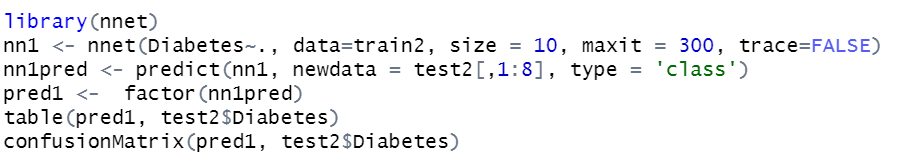 library(nnet)
nn1 <- nnet(Diabetes~., data=train2, size = 10, maxit = 300, trace=FALSE)
nn1pred <- predict(nn1, newdata = test2[,1:8], type = 'class')
pred1 <-  factor(nn1pred)
table(pred1, test2$Diabetes)
confusionMatrix(pred1, test2$Diabetes)